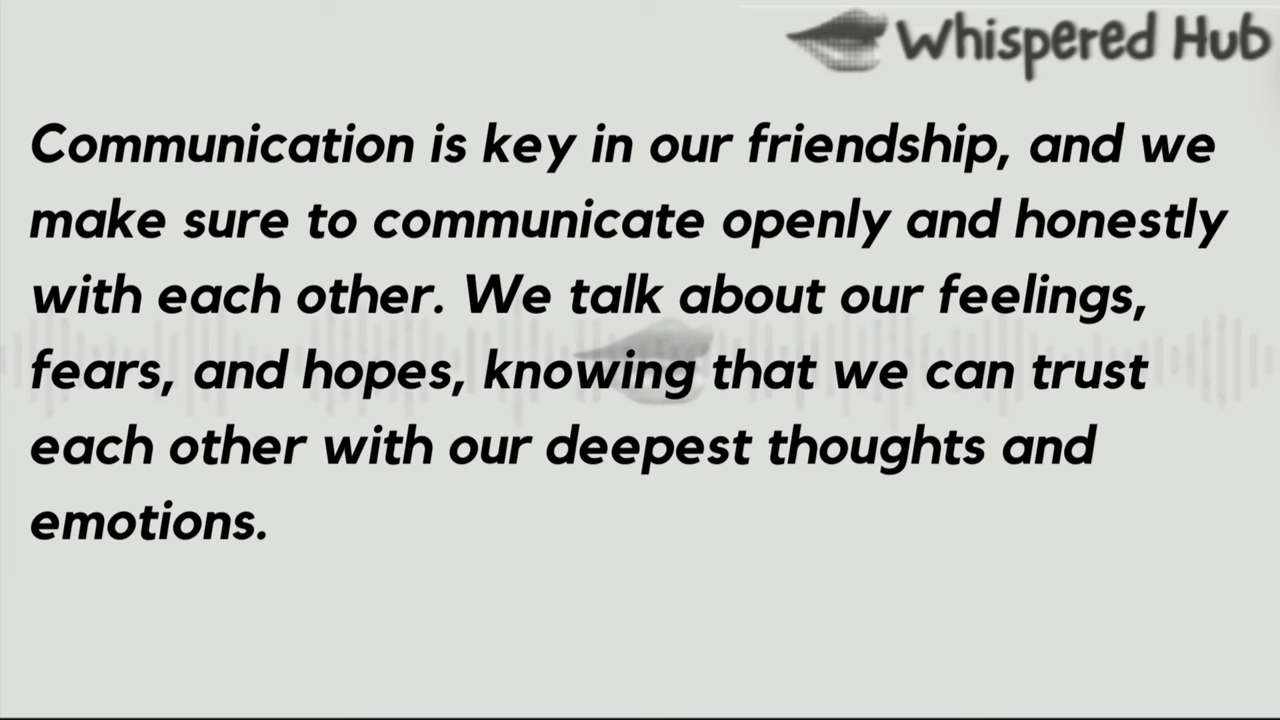 Whispered Hub
Communication is key in our friendship, and we
make sure to communicate openly and honestly
with each other. We talk about our feelings,
fears, and hopes, knowing that we can trust
each other with our deepest thoughts and
emotions.